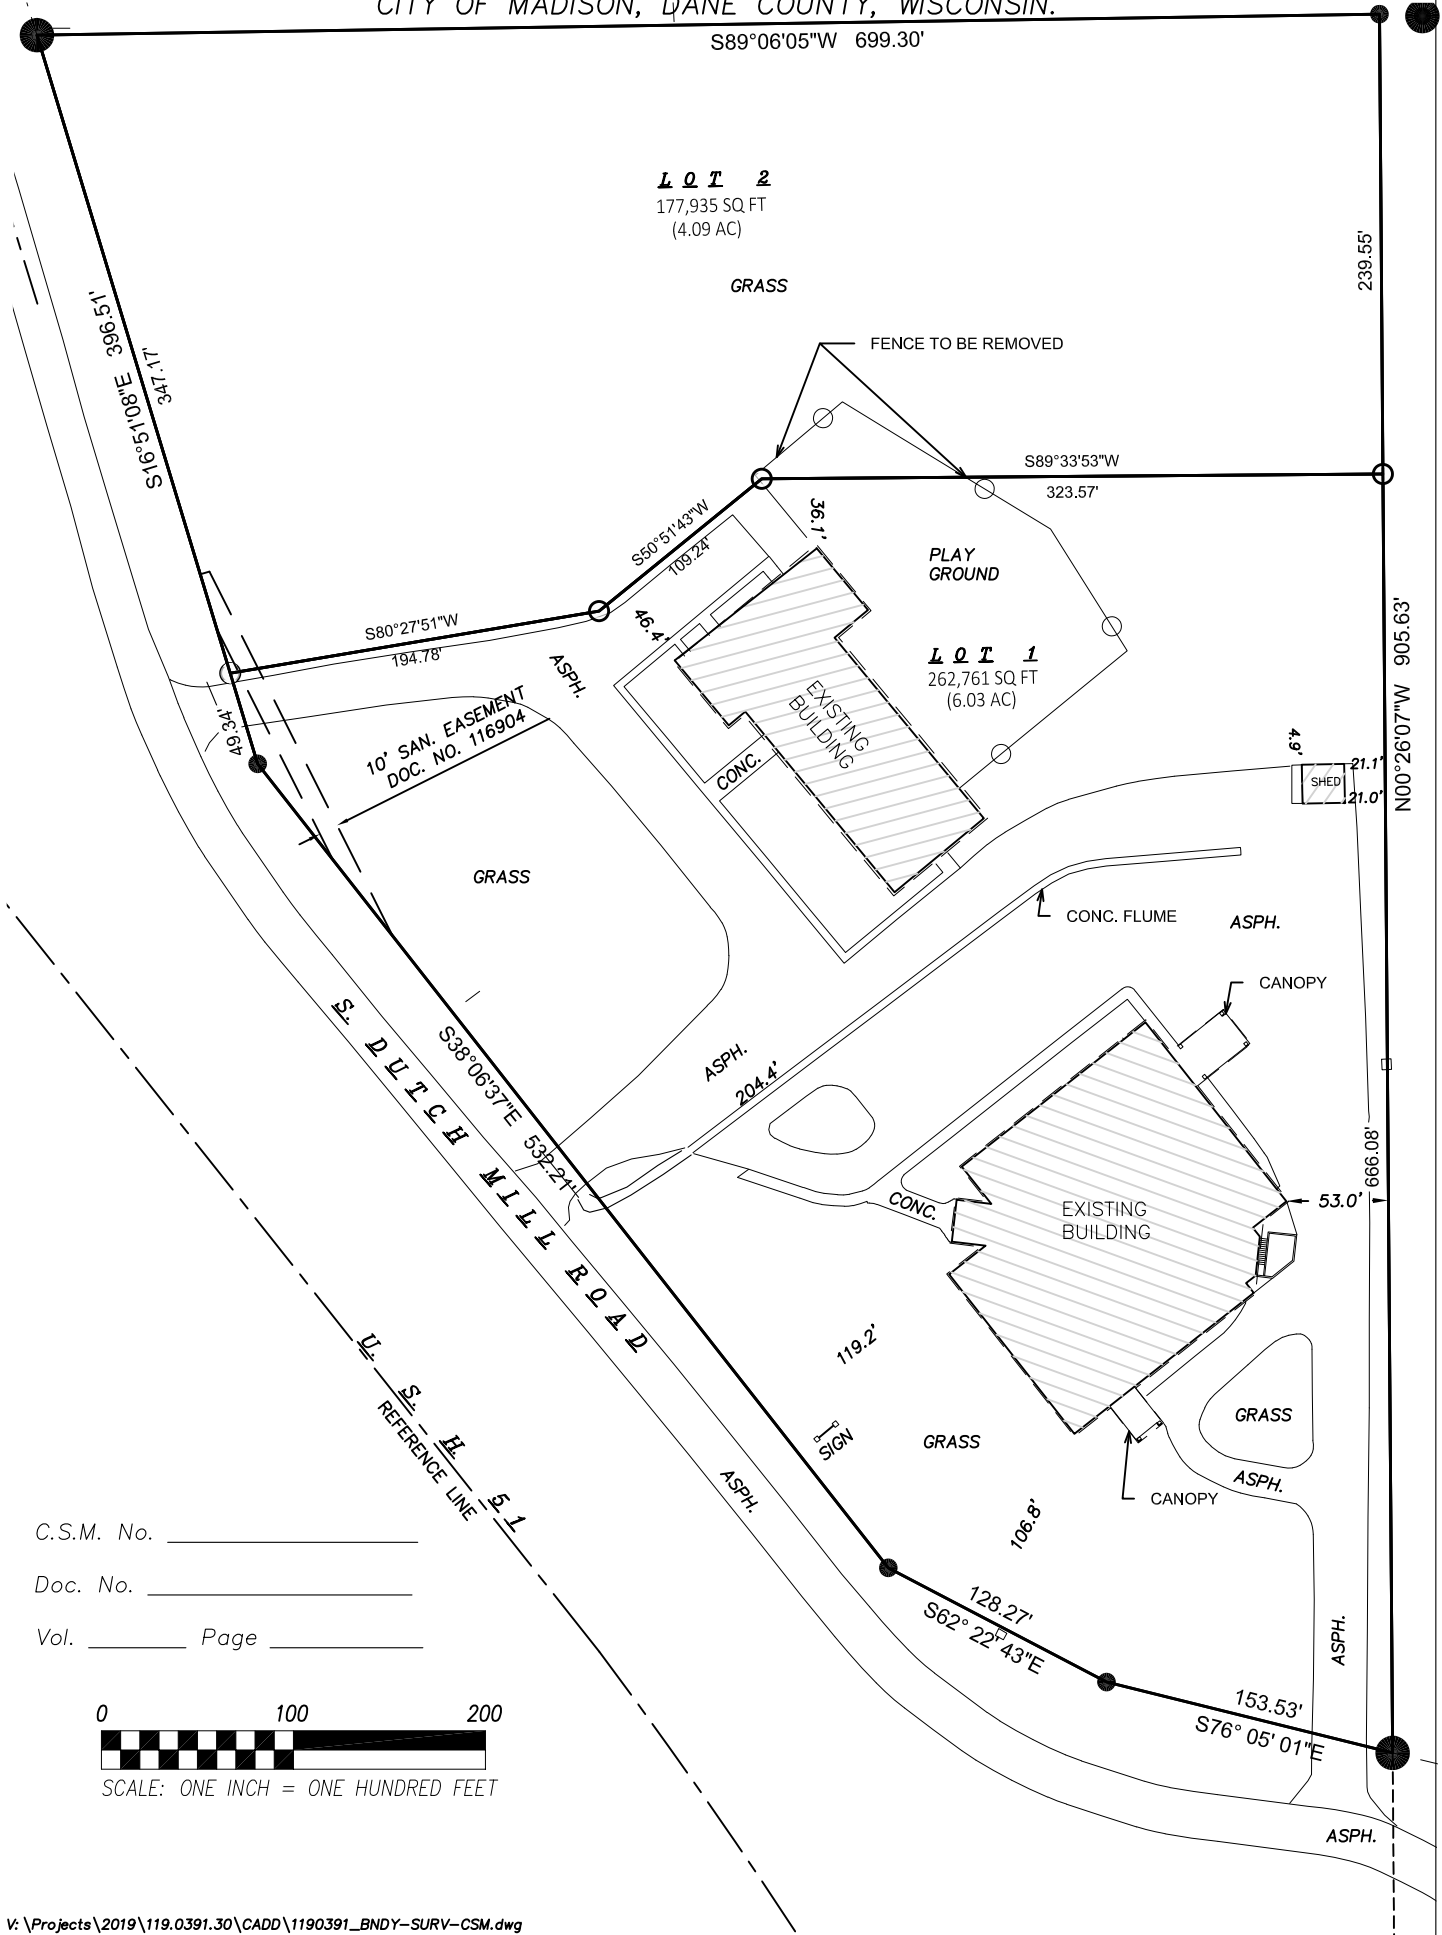 CITY OF MADISON, DANE COUNTY, WISCONSIN.
S89°06'05"W 699.30'
LOT 2
177,935 SQ FT
(4.09 AC)
239.55'
GRASS
S16°51'08"E 396.51'
347.17'
FENCE TO BE REMOVED
S89°33'53"W
323.57'
S50°51'43"W
109.24'
36.1'
PLAY
GROUND
S80°27'51"W
194.78'
46.4'
ASPH.
LOT 1
262,761 SQ FT
(6.03 AC)
N00°26'07"W 905.63'
49.34'
10' SAN. EASEMENT
DOC. NO. 116904
EXISTING
BUILDING
CONC.
4.9'
21.1'
SHED
21.0'
GRASS
CONC. FLUME
ASPH.
CANOPY
S. DUTCH MILL ROAD
S38°06'37"E 532.21'
ASPH.
204.4'
666.08'
CONC.
EXISTING
BUILDING
53.0'
119.2'
U. S. H. 51
REFERENCE LINE
SIGN
GRASS
GRASS
ASPH.
ASPH.
CANOPY
106.8'
C.S.M. No.
Doc. No.
Vol. Page
128.27'
S62° 22' 43"E
ASPH.
153.53'
S76° 05' 01"E
0 100 200
SCALE: ONE INCH = ONE HUNDRED FEET
ASPH.
V: \Projects\2019\119.0391.30\CADD\1190391_BNDY-SURV-CSM.dwg